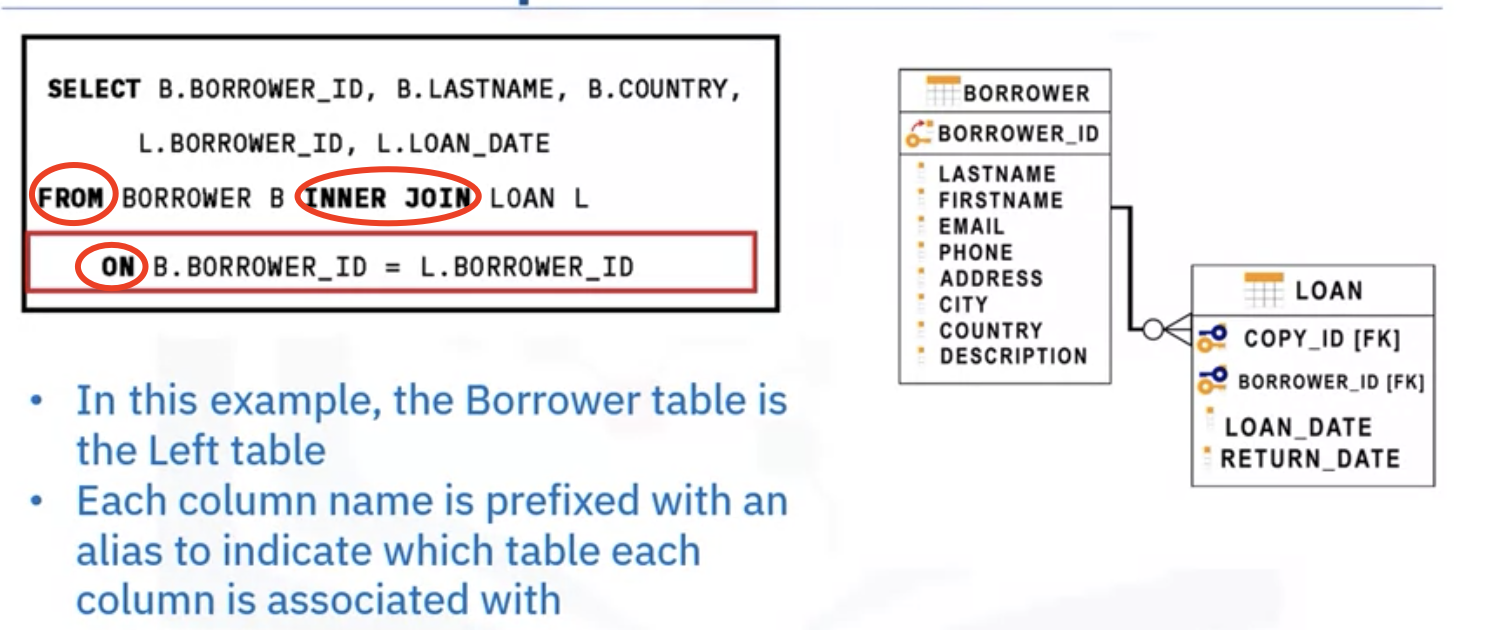 SELECT B.BORROWER_ID, B.LASTNAME, B.COUNTRY,
L.BORROWER_ID, L.LOAN_DATE
FROM BORROWER B INNER JOIN LOAN L
ON B.BORROWER_ID = L.BORROWER_ID
In this example, the Borrower table is
the Left table
Each column name is prefixed with an
alias to indicate which table each
column is associated with
BORROWER
BORROWER_ID
LASTNAME
FIRSTNAME
EMAIL
PHONE
ADDRESS
CITY
COUNTRY
DESCRIPTION
LOAN
COPY_ID [FK]
BORROWER_ID [FK]
LOAN_DATE
RETURN_DATE